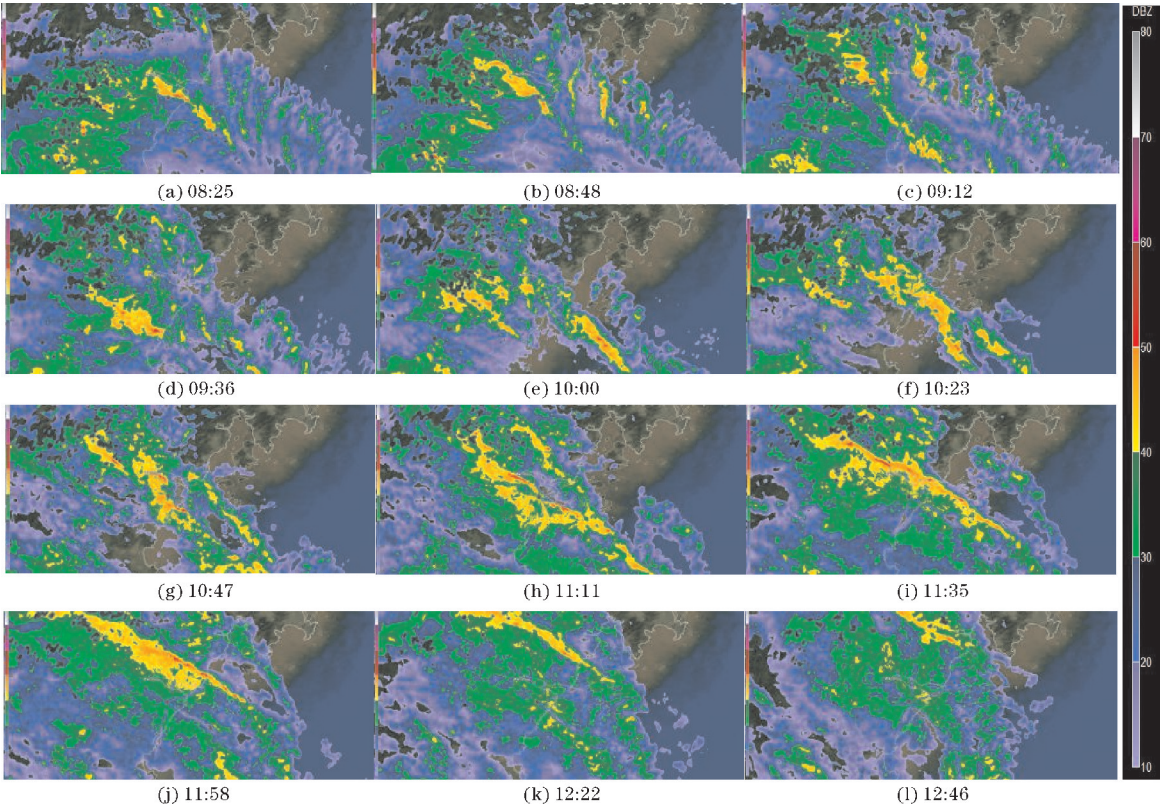 DBZ
80
(a) 08:25
(b) 08:48
(c) 09:12
70
60
(d) 09:36
(e) 10:00
(f) 10:23
50
40
(g) 10:47
(h) 11:11
(i) 11:35
30
20
(j) 11:58
(k) 12:22
(l) 12:46
10